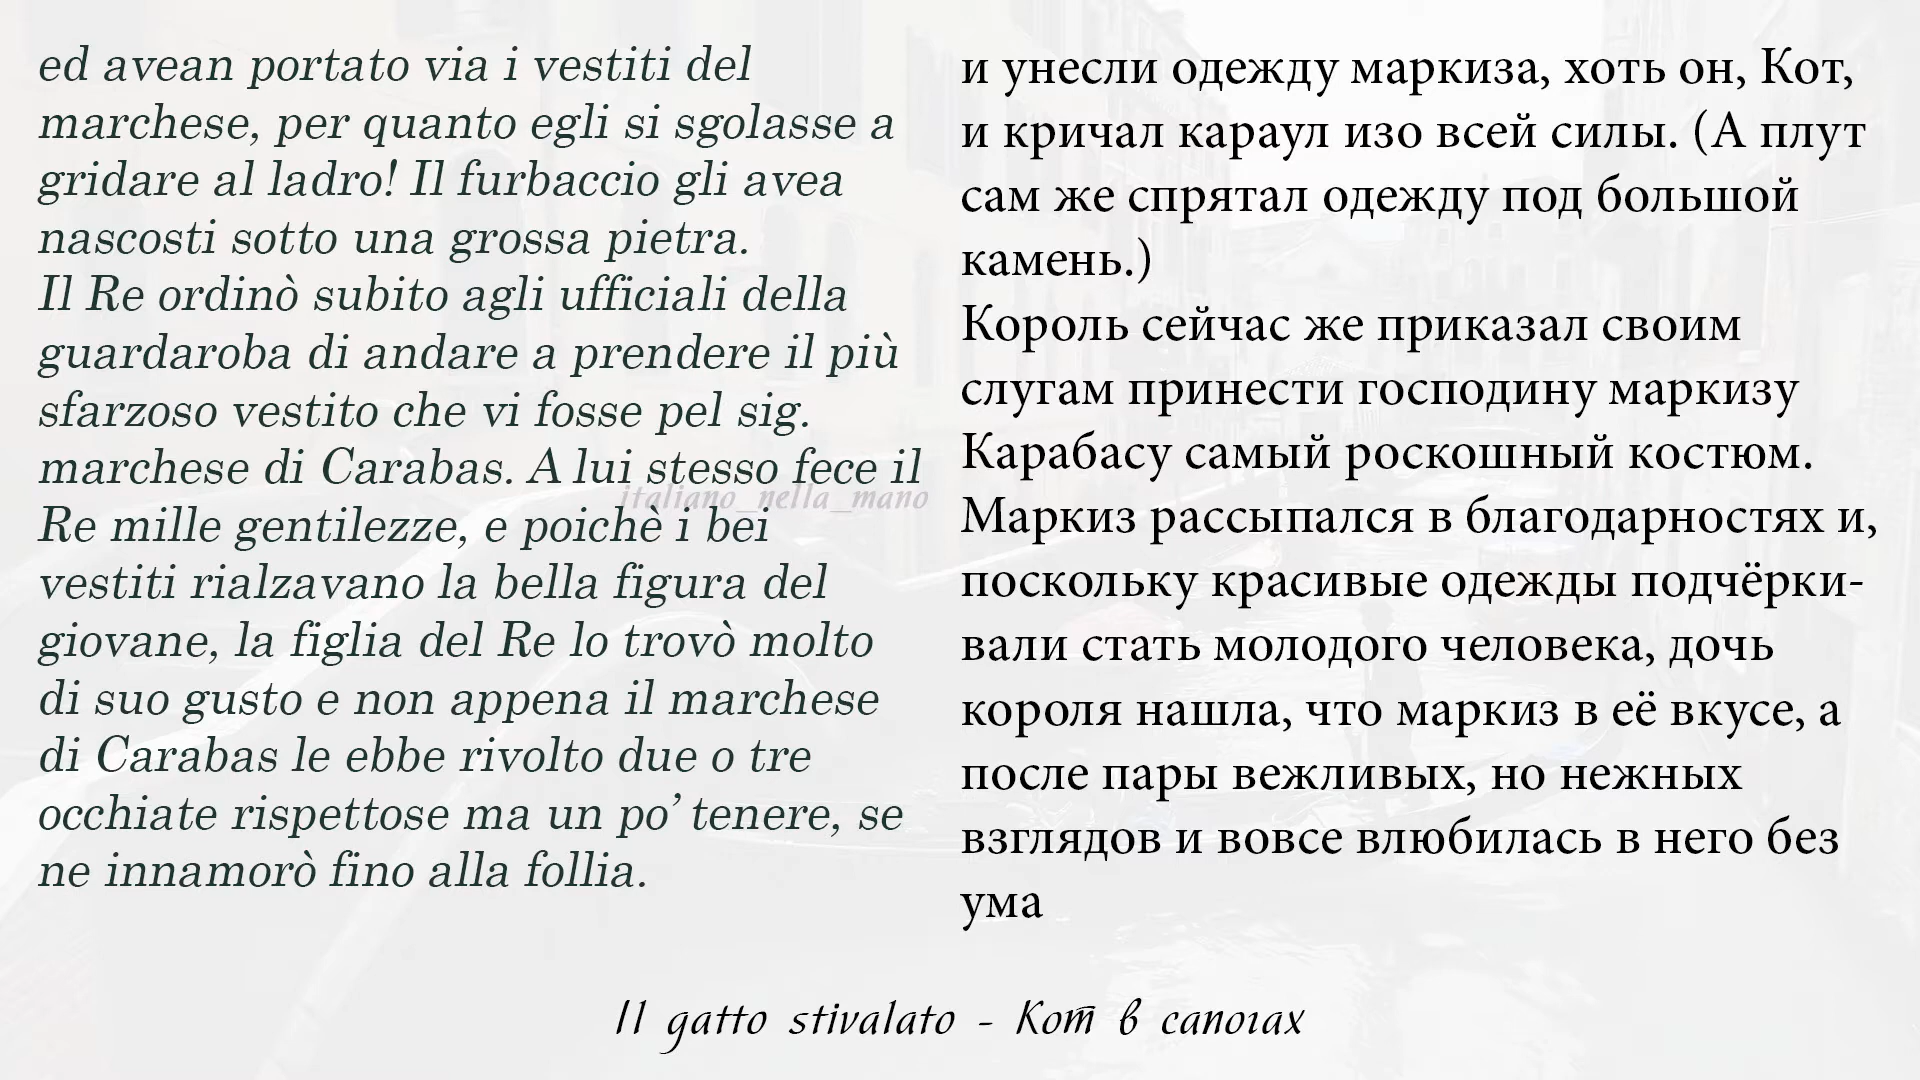 ed avean portato via i vestiti del
marchese, per quanto egli si sgolasse a
gridare al ladro! Il furbaccio gli avea
nascosti sotto una grossa pietra.
Il Re ordinò subito agli ufficiali della
guardaroba di andare a prendere il più
sfarzoso vestito che vi fosse pel sig.
marchese di Carabas. A lui stesso fece il
Re mille gentilezze, e poichè i bei
vestiti rialzavano la bella figura del
giovane, la figlia del Re lo trovò molto
di suo gusto e non appena il marchese
di Carabas le ebbe rivolto due o tre
occhiate rispettose ma un po’ tenere, se
ne innamorò fino alla follia.
italiano_nella_mano
и унесли одежду маркиза, хоть он, Кот,
и кричал караул изо всей силы. (А плут
сам же спрятал одежду под большой
камень.)
Король сейчас же приказал своим
слугам принести господину маркизу
Карабасу самый роскошный костюм.
Маркиз рассыпался в благодарностях и,
поскольку красивые одежды подчёрки-
вали стать молодого человека, дочь
короля нашла, что маркиз в её вкусе, а
после пары вежливых, но нежных
взглядов и вовсе влюбилась в него без
ума
Il gatto stivalato - Кот в сапогах